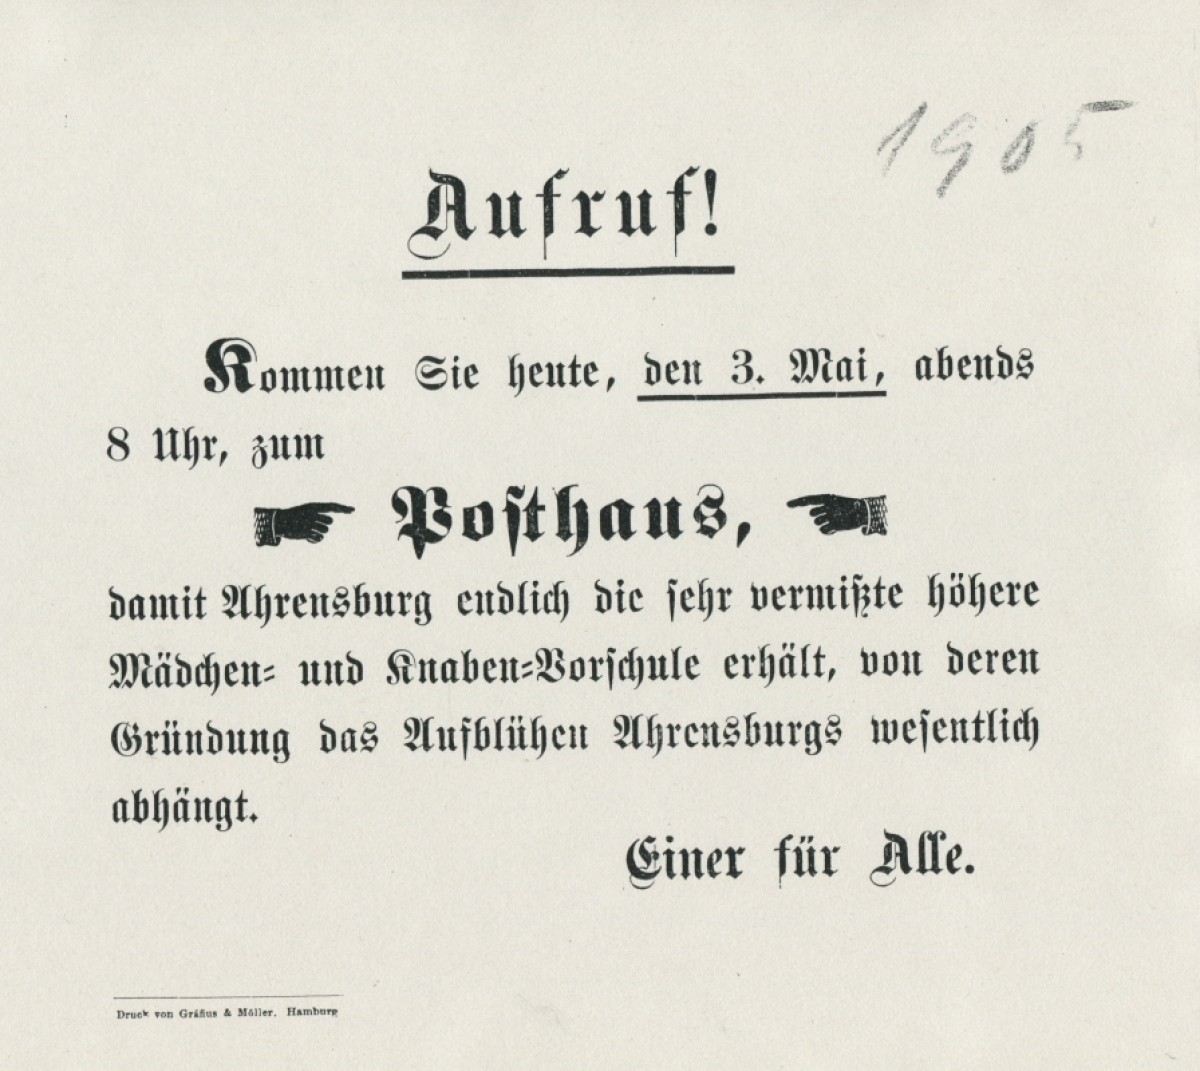 1905
Aufruf!
Kommen Sie heute, den 3. Mai, abends
8 Uhr, zum
Posthaus,
damit Ahrensburg endlich die sehr vermißte höhere
Mädchen- und Knaben-Vorschule erhält, von deren
Gründung das Aufblühen Ahrensburgs wesentlich
abhängt.
Einer für Alle.
Druck von Gräfius & Möller, Hamburg